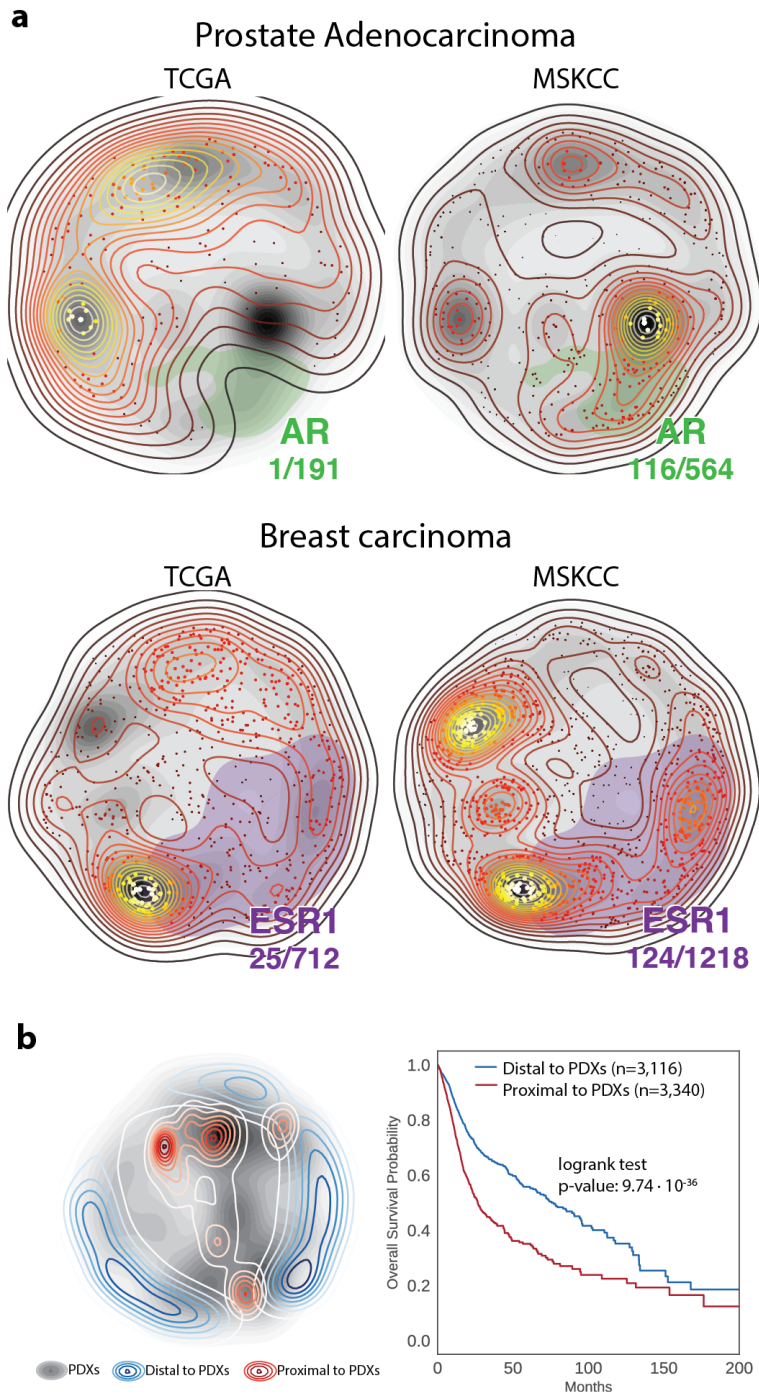 a
Prostate Adenocarcinoma
TCGA
MSKCC
AR
1/191
AR
116/564
Breast carcinoma
TCGA
MSKCC
ESR1
25/712
ESR1
124/1218
b
PDXs
Distal to PDXs
Proximal to PDXs
Overall Survival Probability
1.0
0.8
0.6
0.4
0.2
0.0
Distal to PDXs (n=3,116)
Proximal to PDXs (n=3,340)
logrank test
p-value: 9.74 · 10⁻³⁶
0
50
100
150
200
Months